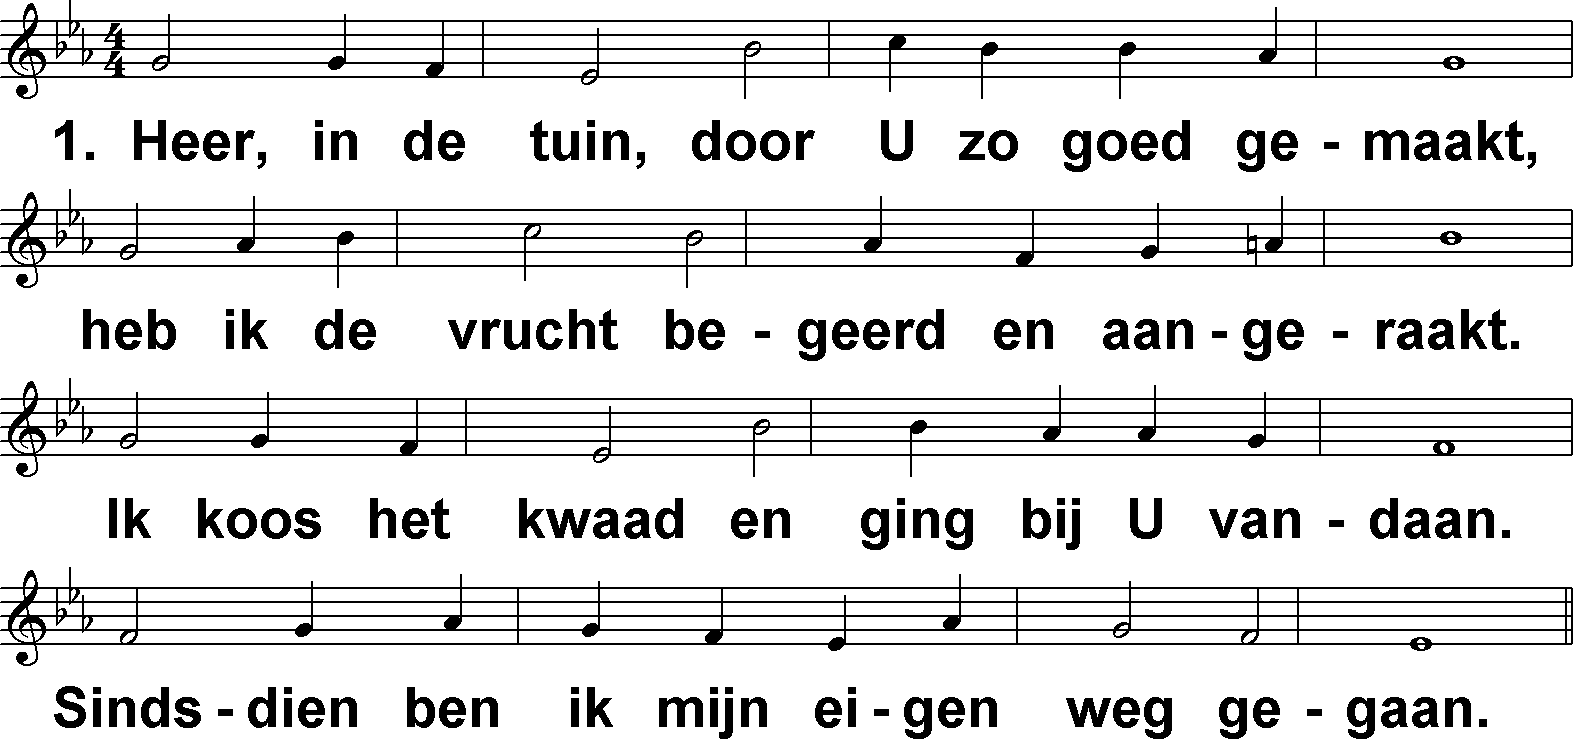 1. Heer, in de tuin, door U zo goed ge - maakt,
heb ik de vrucht be - geerd en aan - ge - raakt.
Ik koos het kwaad en ging bij U van - daan.
Sinds - dien ben ik mijn ei - gen weg ge - gaan.